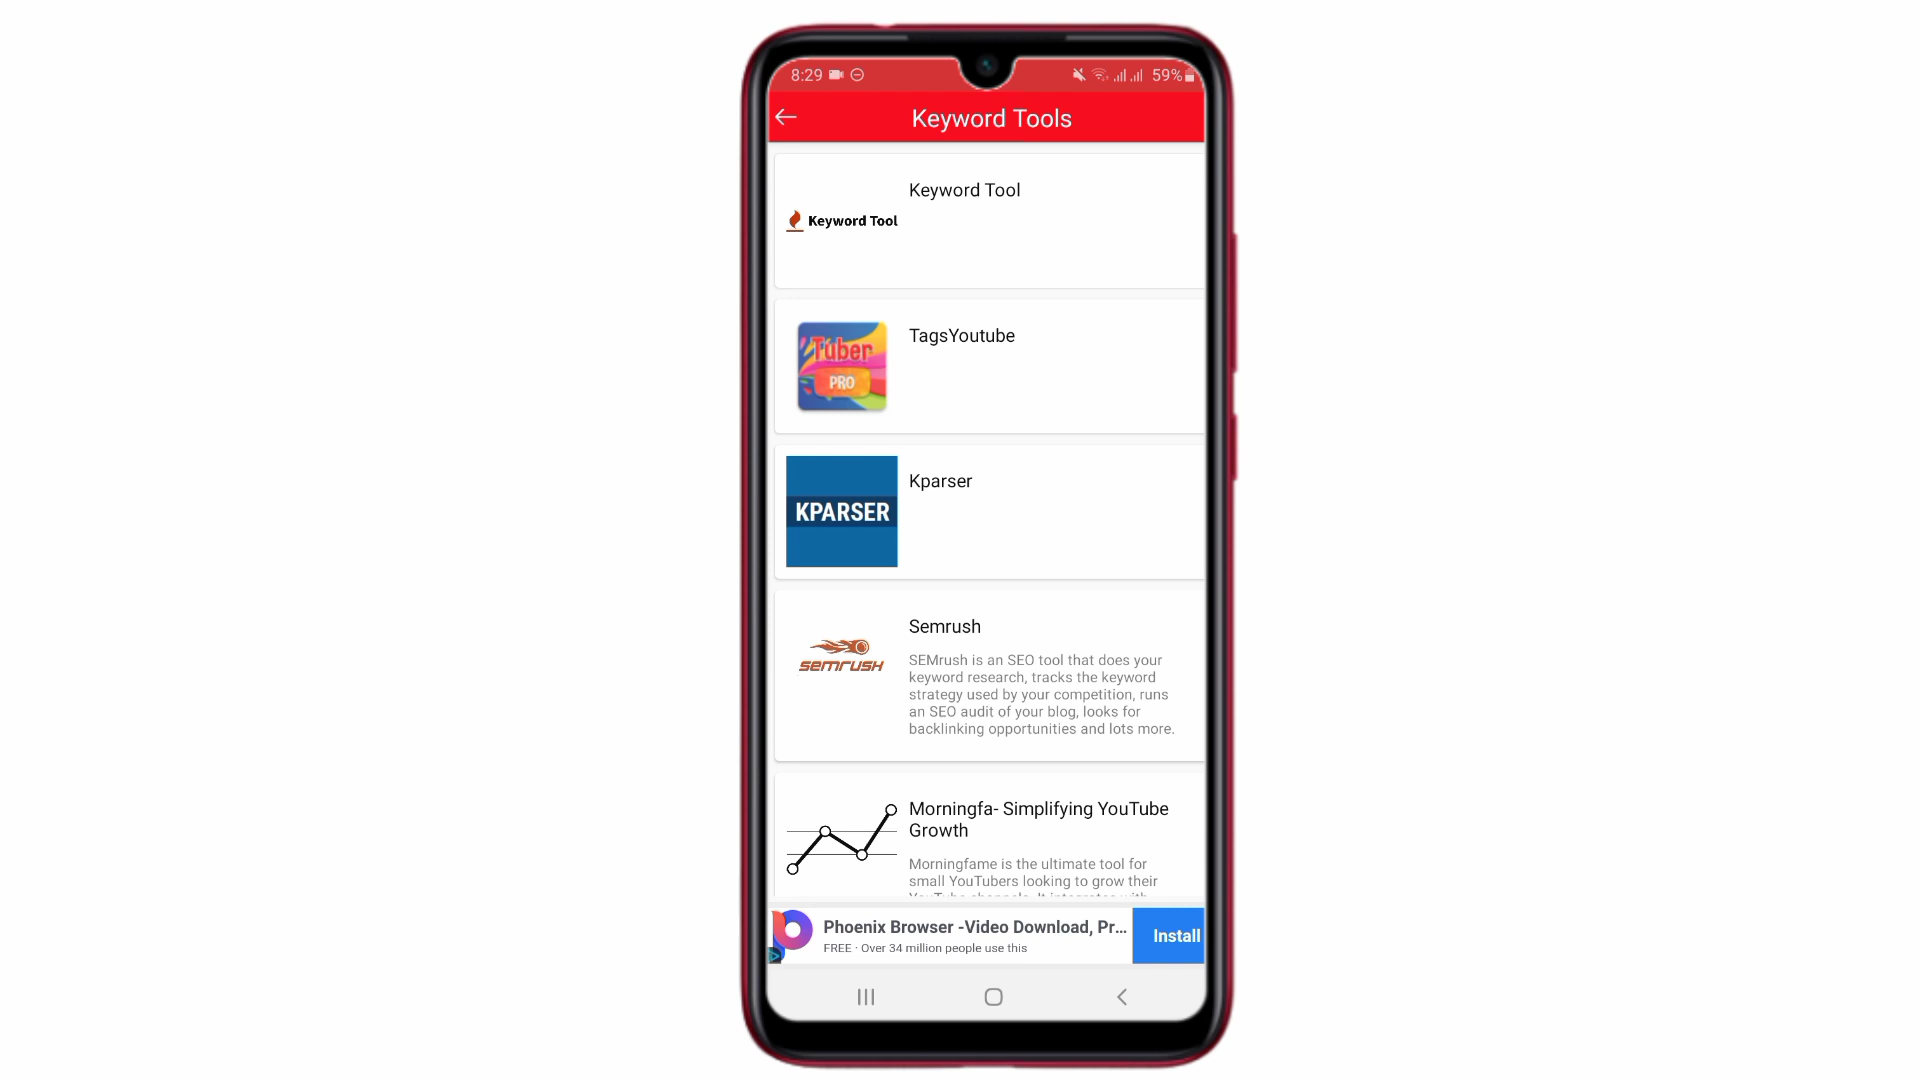 8:29
59%
Keyword Tools
Keyword Tool
Keyword Tool
TagsYoutube
Tuber
PRO
Kparser
KPARSER
Semrush
semrush
SEMrush is an SEO tool that does your
keyword research, tracks the keyword
strategy used by your competition, runs
an SEO audit of your blog, looks for
backlinking opportunities and lots more.
Morningfa- Simplifying YouTube
Growth
Morningfame is the ultimate tool for
small YouTubers looking to grow their
Phoenix Browser -Video Download, Pr...
FREE · Over 34 million people use this
Install